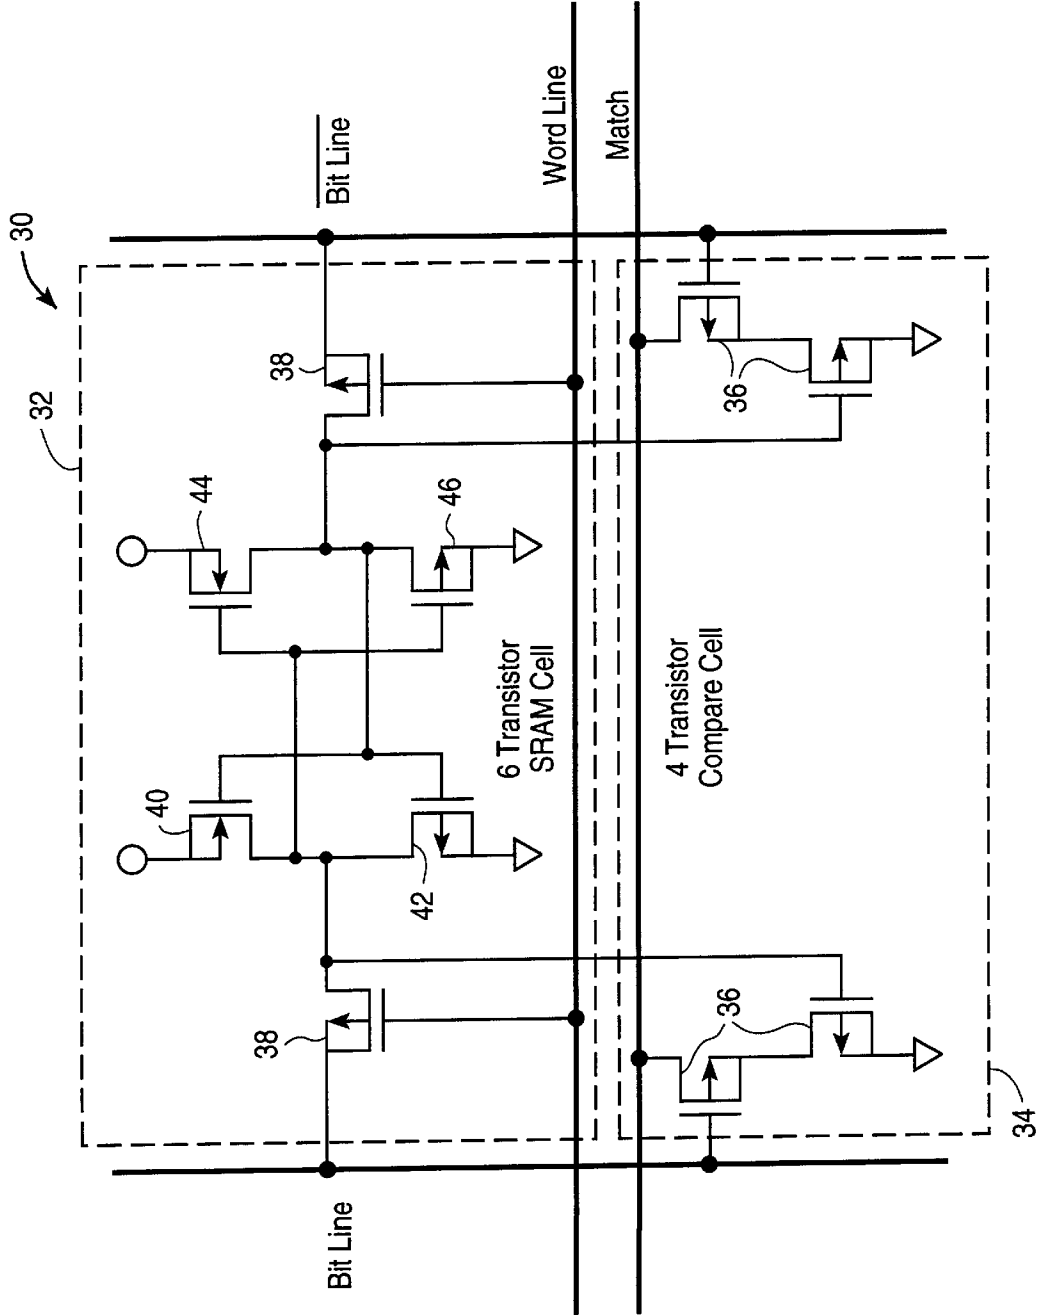 30
32
Bit Line
38
44
46
40
42
38
Bit Line
6 Transistor
SRAM Cell
Word Line
Match
4 Transistor
Compare Cell
36
36
34